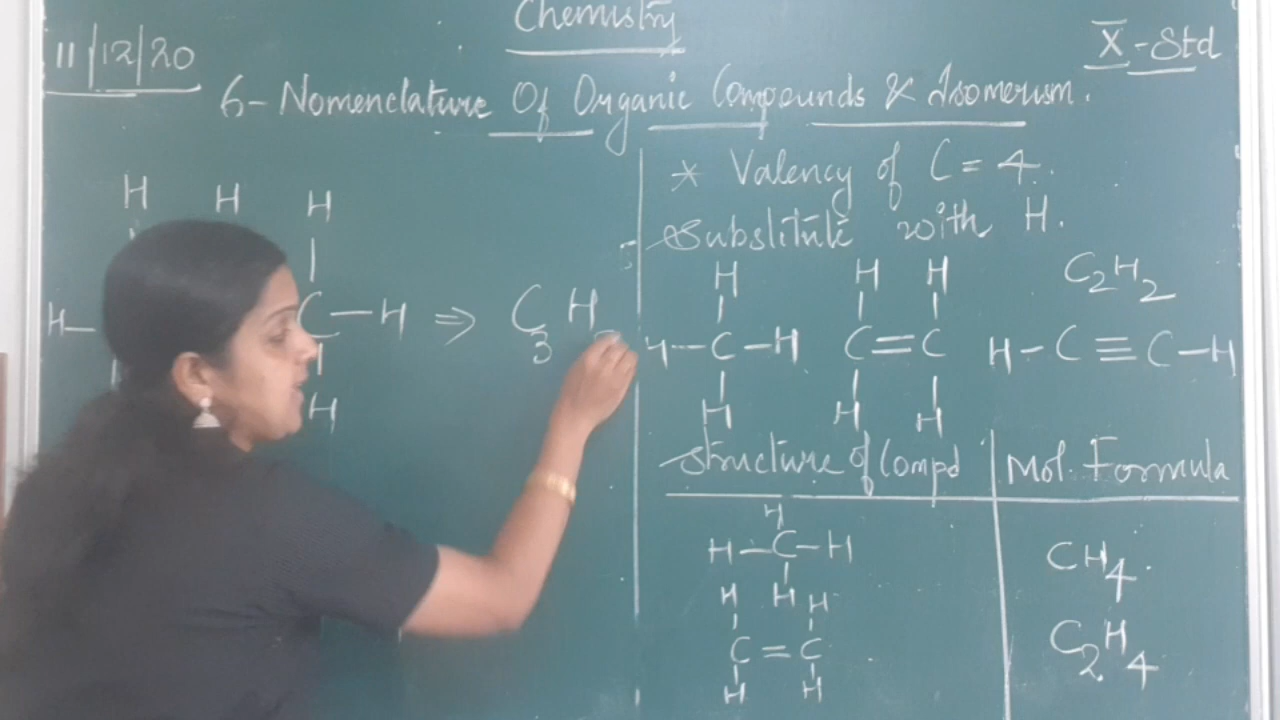 Chemistry
11/12/20
X - Std
6- Nomenclature Of Organic Compounds & Isomerism.
H H H
H— C—H ⇒ C3H
H
* Valency of C = 4.
Substitute with H.
H H H C2H2
H—C—H C=C H-C≡C-H
H H H
Structure of Compd | Mol. Formula
H
H—C—H CH4.
H
H H
C=C C2H4
H H